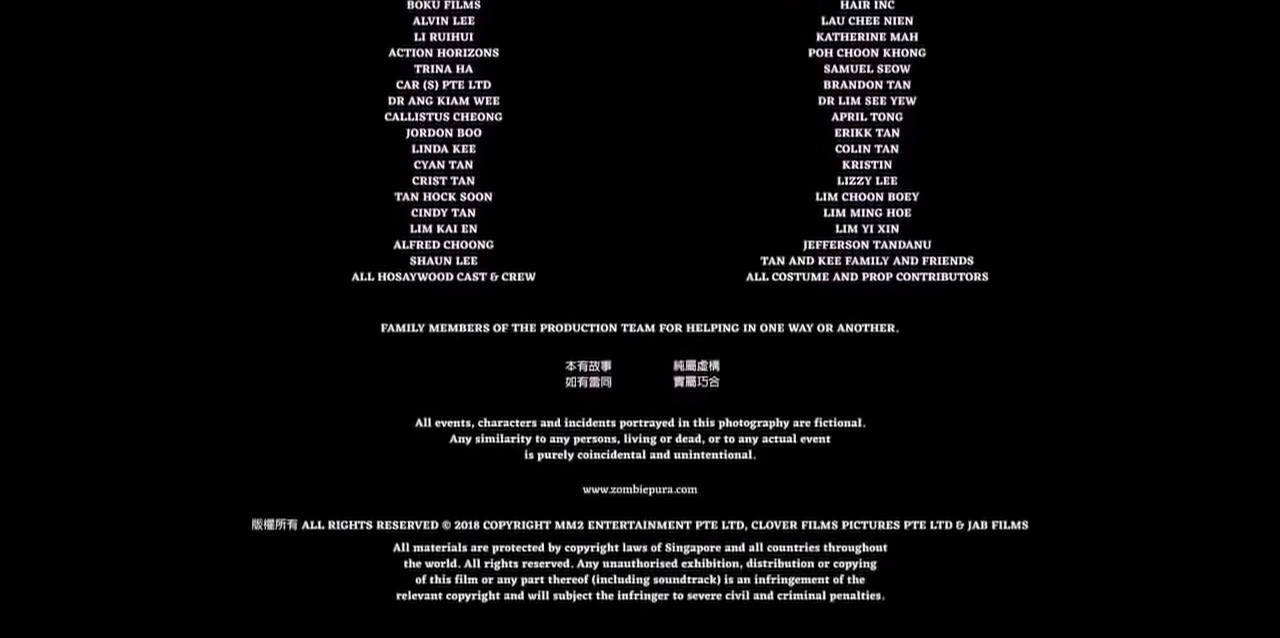 BOKU FILMS
HAIR INC
ALVIN LEE
LAU CHEE NIEN
LI RUIHUI
KATHERINE MAH
ACTION HORIZONS
POH CHOON KHONG
TRINA HA
SAMUEL SEOW
CAR (S) PTE LTD
BRANDON TAN
DR ANG KIAM WEE
DR LIM SEE YEW
CALLISTUS CHEONG
APRIL TONG
JORDON BOO
ERIKK TAN
LINDA KEE
COLIN TAN
CYAN TAN
KRISTIN
CRIST TAN
LIZZY LEE
TAN HOCK SOON
LIM CHOON BOEY
CINDY TAN
LIM MING HOE
LIM KAI EN
LIM YI XIN
ALFRED CHOONG
JEFFERSON TANDANU
SHAUN LEE
TAN AND KEE FAMILY AND FRIENDS
ALL HOSAYWOOD CAST & CREW
ALL COSTUME AND PROP CONTRIBUTORS
FAMILY MEMBERS OF THE PRODUCTION TEAM FOR HELPING IN ONE WAY OR ANOTHER.
本有故事 純屬虛構
如有雷同 實屬巧合
All events, characters and incidents portrayed in this photography are fictional.
Any similarity to any persons, living or dead, or to any actual event
is purely coincidental and unintentional.
www.zombiepura.com
版權所有 ALL RIGHTS RESERVED © 2018 COPYRIGHT MM2 ENTERTAINMENT PTE LTD, CLOVER FILMS PICTURES PTE LTD & JAB FILMS
All materials are protected by copyright laws of Singapore and all countries throughout
the world. All rights reserved. Any unauthorised exhibition, distribution or copying
of this film or any part thereof (including soundtrack) is an infringement of the
relevant copyright and will subject the infringer to severe civil and criminal penalties.